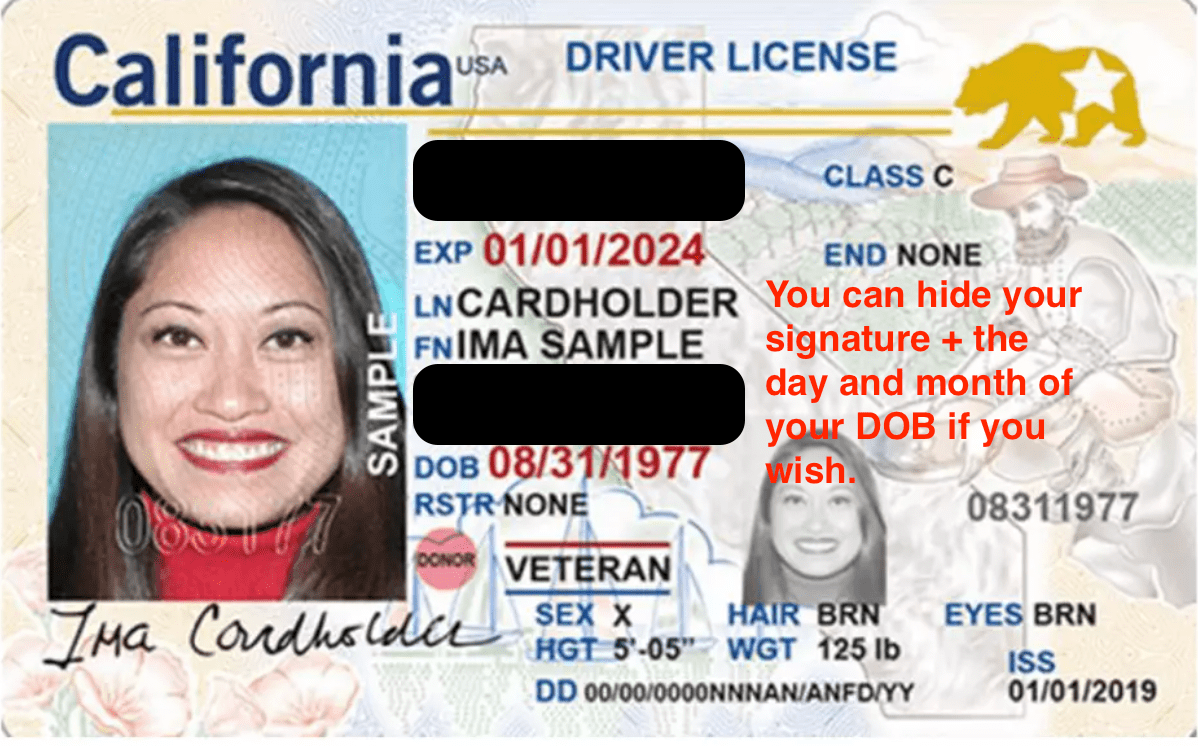 California USA DRIVER LICENSE
CLASS C
EXP 01/01/2024
END NONE
LN CARDHOLDER
FN IMA SAMPLE
You can hide your
signature + the
day and month of
your DOB if you
wish.
SAMPLE
DOB 08/31/1977
RSTR NONE
08311977
083177
DONOR
VETERAN
Ima Cardholder
SEX X HAIR BRN EYES BRN
HGT 5'-05" WGT 125 lb
ISS
DD 00/00/0000NNNAN/ANFD/YY 01/01/2019